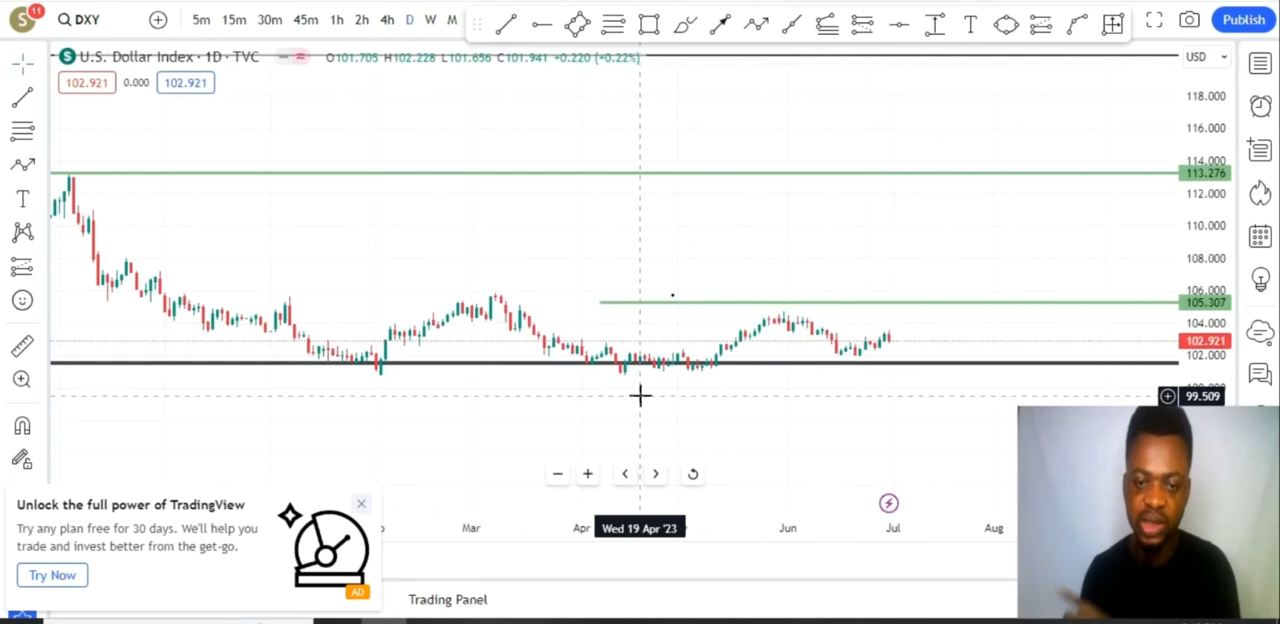 S 11 DXY 5m 15m 30m 45m 1h 2h 4h D W M T Publish
S U.S. Dollar Index · 1D · TVC O101.705 H102.228 L101.656 C101.941 +0.220 (+0.22%) USD
102.921 0.000 102.921
118.000
116.000
114.000
113.276
112.000
110.000
108.000
106.000
105.307
104.000
102.921
102.000
99.509
Unlock the full power of TradingView
Try any plan free for 30 days. We'll help you
trade and invest better from the get-go.
Try Now
AD
Mar Apr Wed 19 Apr '23 Jun Jul Aug
Trading Panel